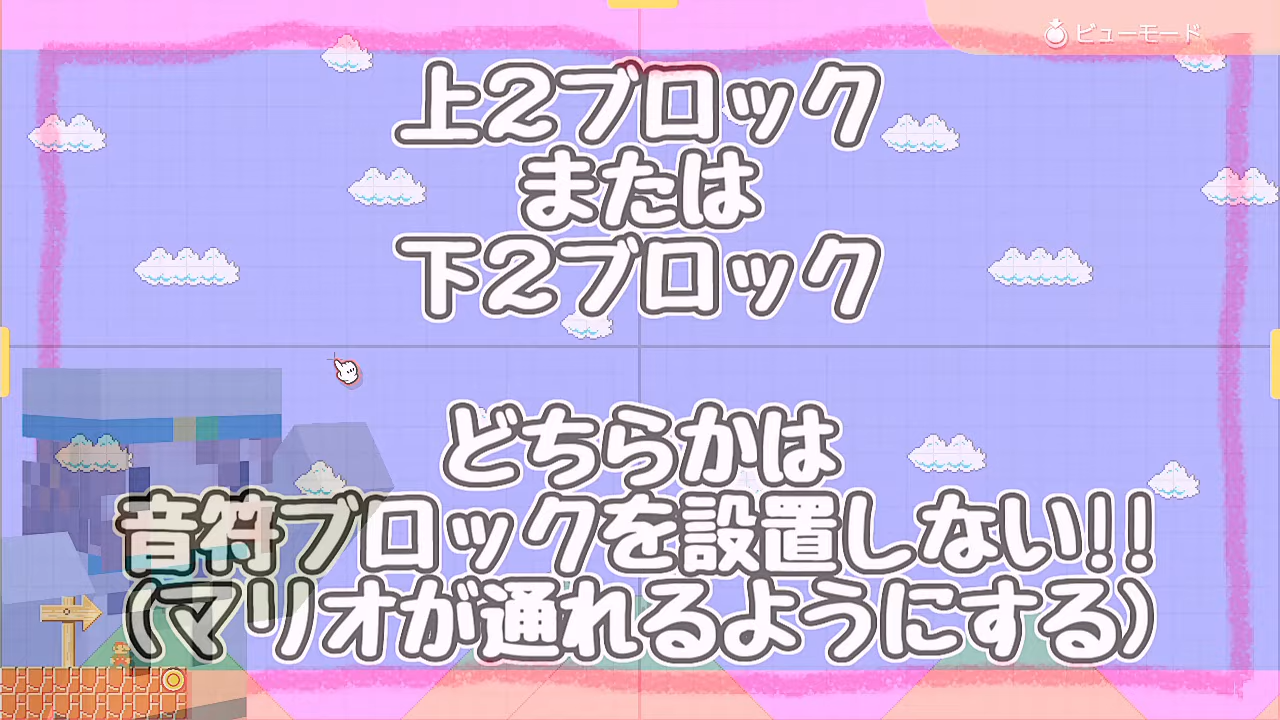 ビューモード
上2ブロック
または
下2ブロック
どちらかは
音符ブロックを設置しない!!
(マリオが通れるようにする)